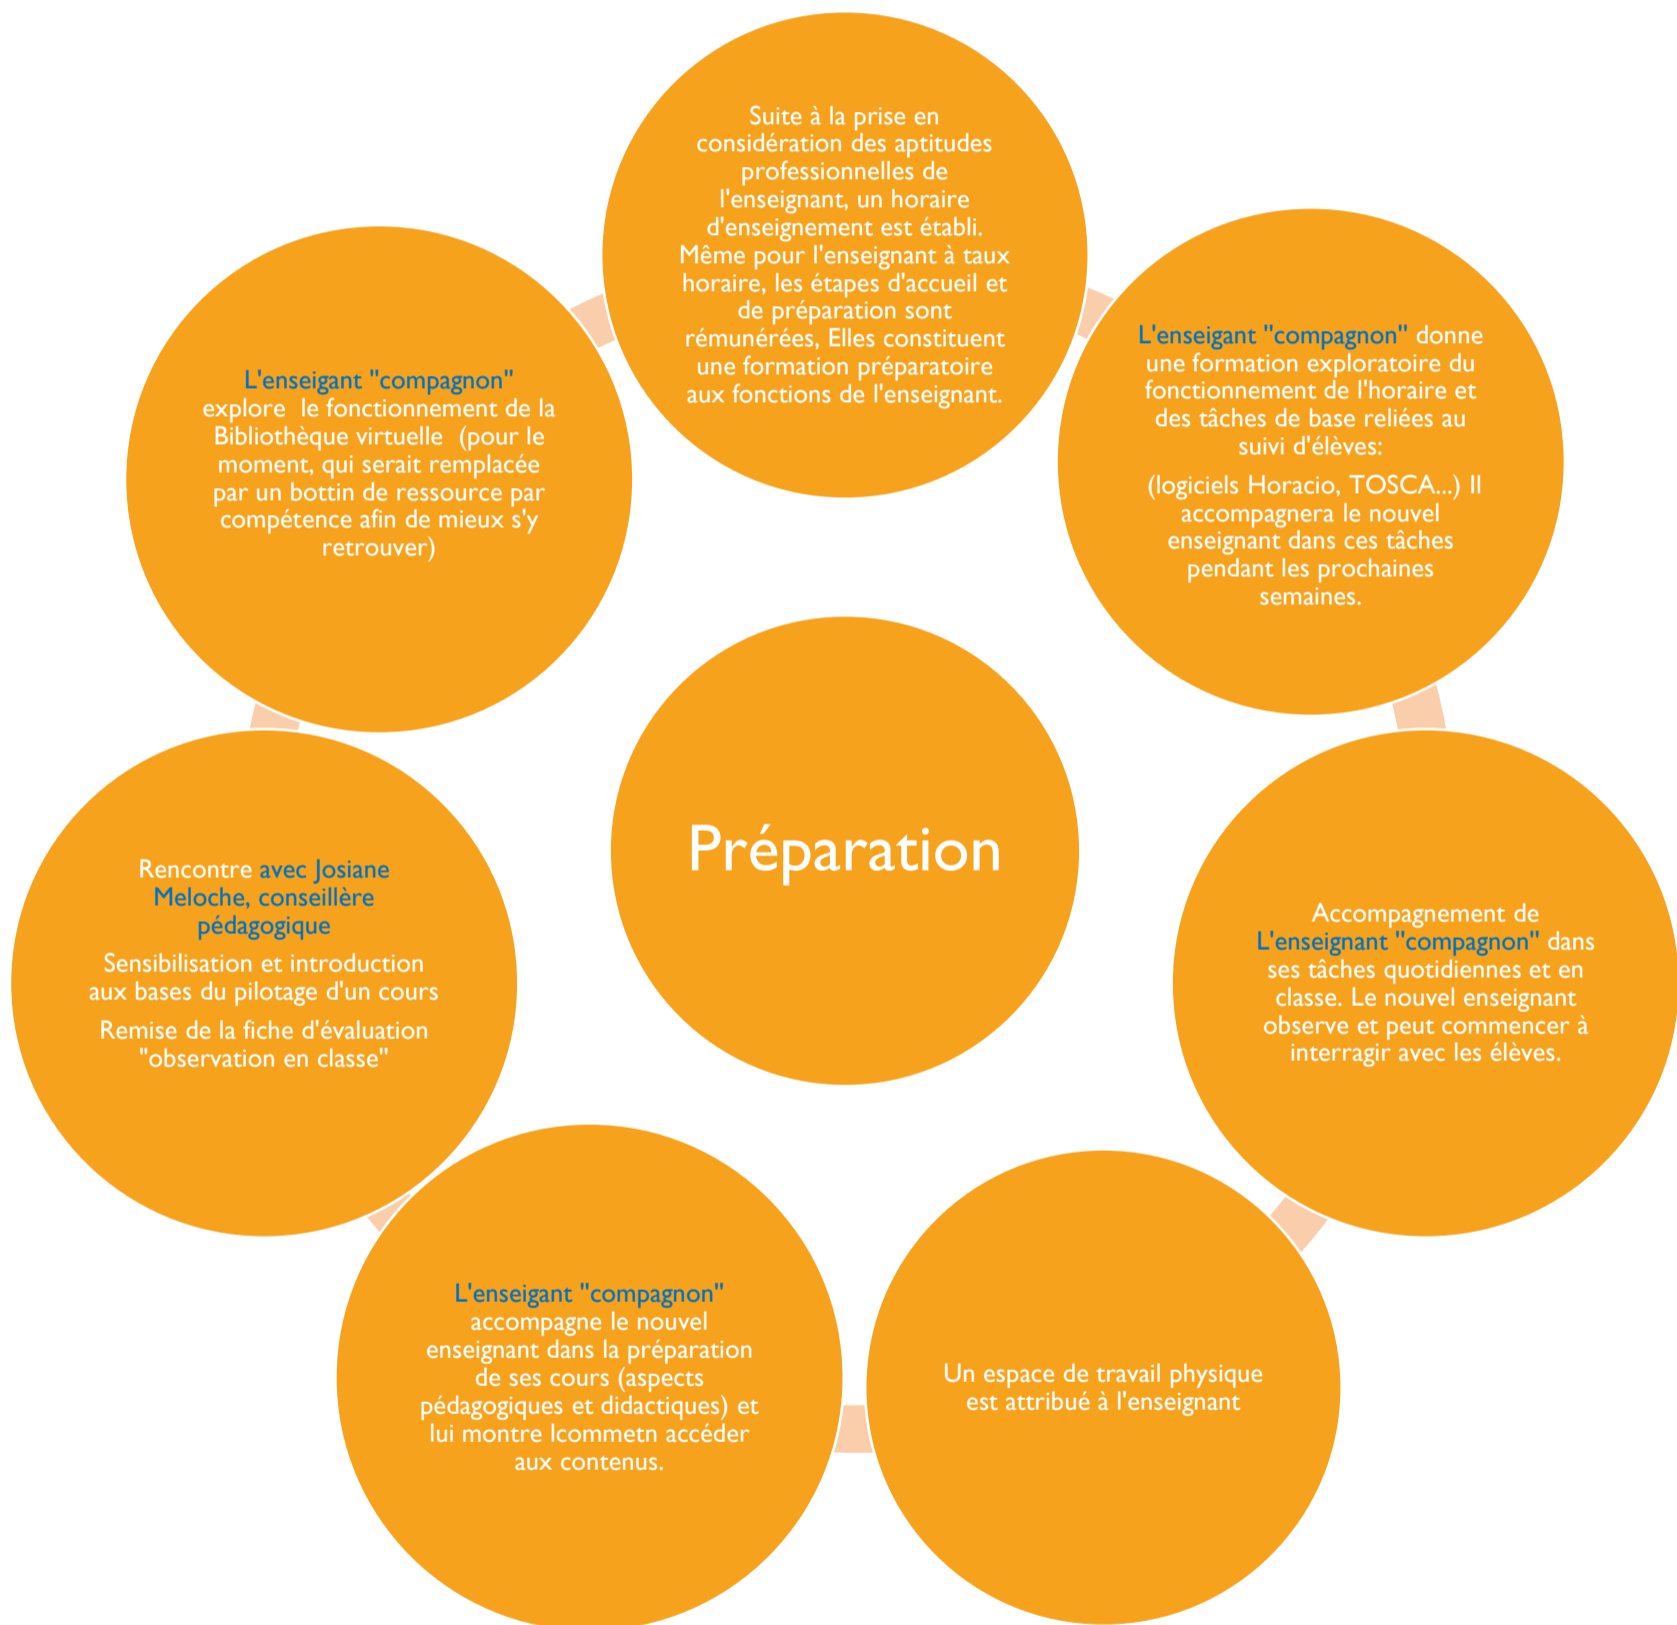 Suite à la prise en
considération des aptitudes
professionnelles de
l'enseignant, un horaire
d'enseignement est établi.
Même pour l'enseignant à taux
horaire, les étapes d'accueil et
de préparation sont
rémunérées, Elles constituent
une formation préparatoire
aux fonctions de l'enseignant.
L'enseigant "compagnon" donne
une formation exploratoire du
fonctionnement de l'horaire et
des tâches de base reliées au
suivi d'élèves:
(logiciels Horacio, TOSCA...) Il
accompagnera le nouvel
enseignant dans ces tâches
pendant les prochaines
semaines.
Accompagnement de
L'enseignant "compagnon" dans
ses tâches quotidiennes et en
classe. Le nouvel enseignant
observe et peut commencer à
interragir avec les élèves.
Un espace de travail physique
est attribué à l'enseignant
L'enseigant "compagnon"
accompagne le nouvel
enseignant dans la préparation
de ses cours (aspects
pédagogiques et didactiques) et
lui montre lcommetn accéder
aux contenus.
Rencontre avec Josiane
Meloche, conseillère
pédagogique
Sensibilisation et introduction
aux bases du pilotage d'un cours
Remise de la fiche d'évaluation
"observation en classe"
L'enseigant "compagnon"
explore le fonctionnement de la
Bibliothèque virtuelle (pour le
moment, qui serait remplacée
par un bottin de ressource par
compétence afin de mieux s'y
retrouver)
Préparation